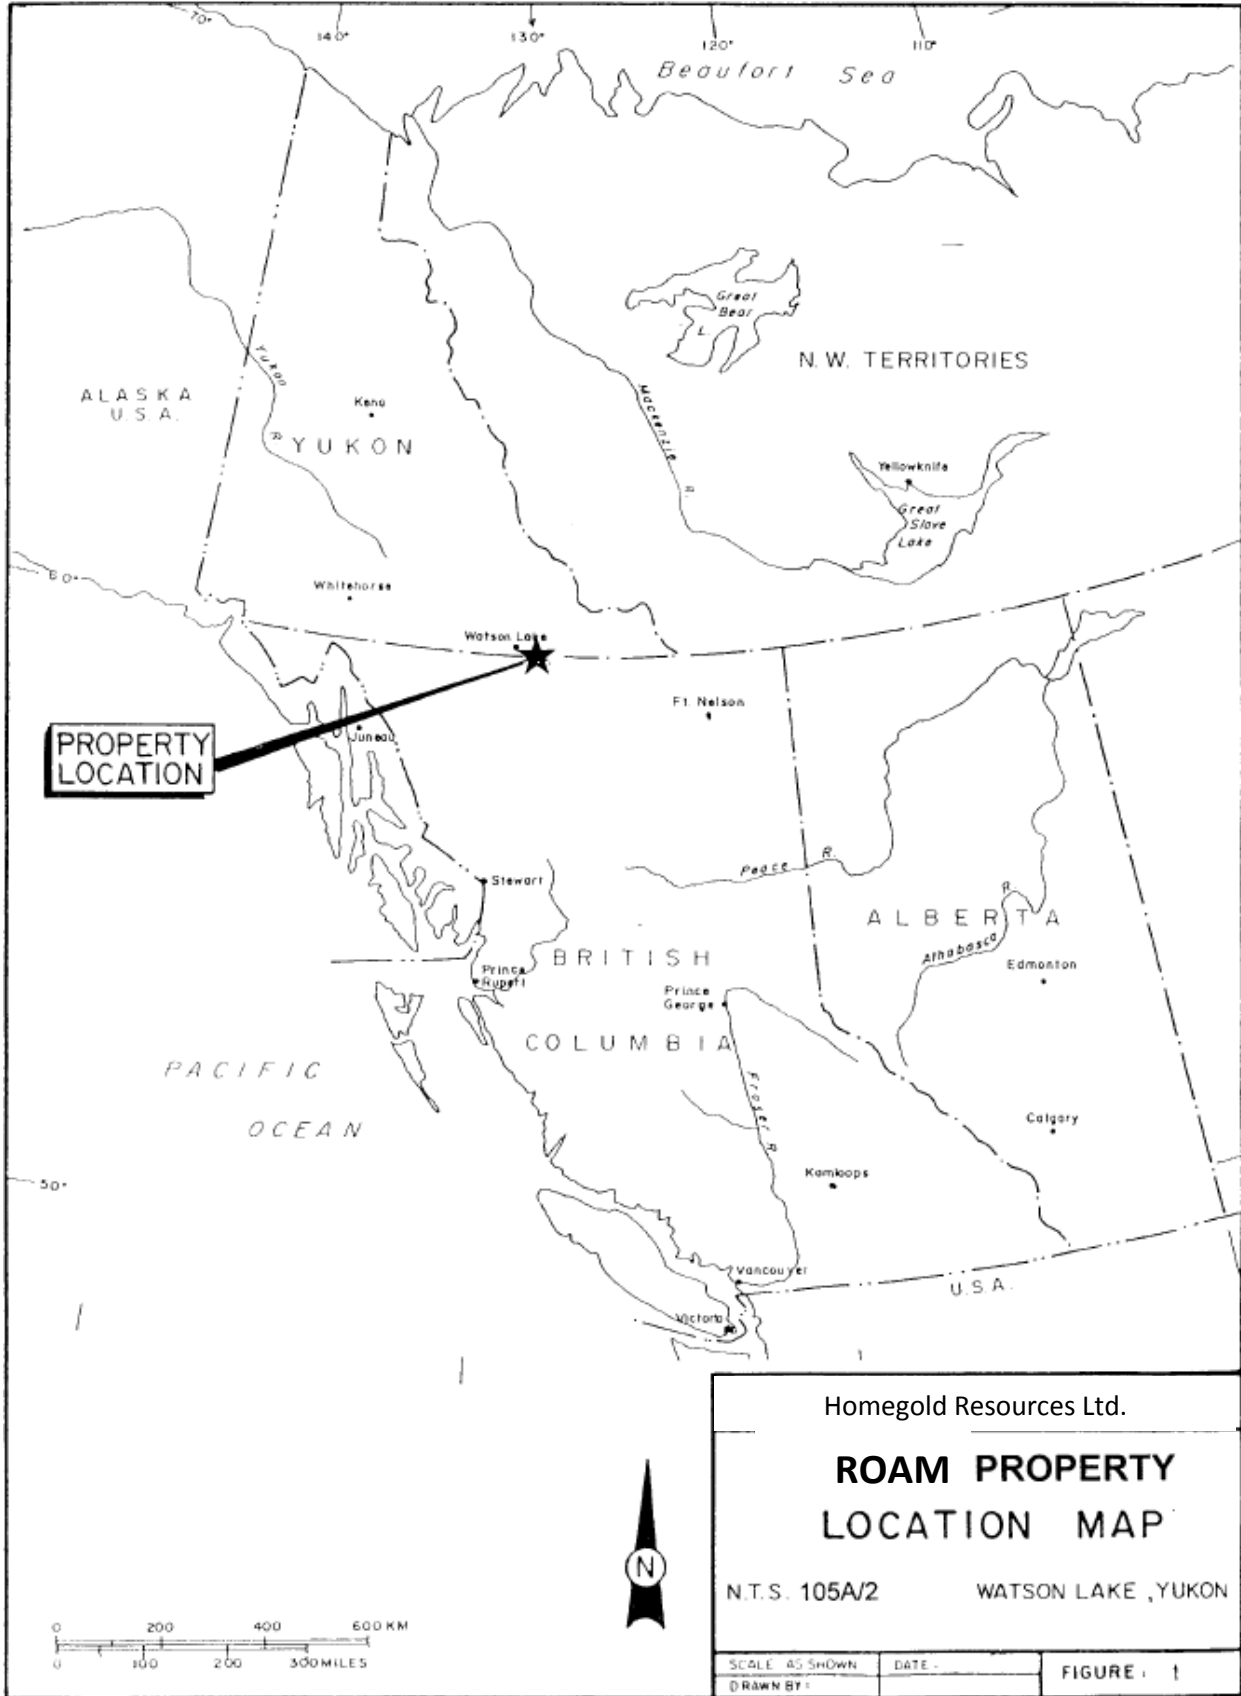 70°
140°
130°
120°
110°
Beaufort Sea
Great
Bear
L.
N.W. TERRITORIES
ALASKA
U.S.A.
Yukon
R.
Keno
YUKON
Mackenzie
R.
Yellowknife
Great
Slave
Lake
60°
Whitehorse
Watson Lake
Ft. Nelson
PROPERTY
LOCATION
Juneau
Peace R.
Stewart
ALBERTA
R.
Athabasca
BRITISH
Edmonton
Prince
Rupert
Prince
George
COLUMBIA
PACIFIC
OCEAN
Fraser R.
Calgary
Kamloops
50°
Vancouver
U.S.A.
Victoria
Homegold Resources Ltd.
ROAM PROPERTY
LOCATION MAP
N
N.T.S. 105A/2 WATSON LAKE, YUKON
0 200 400 600 KM
0 100 200 300 MILES
SCALE AS SHOWN DATE -
DRAWN BY :
FIGURE : 1